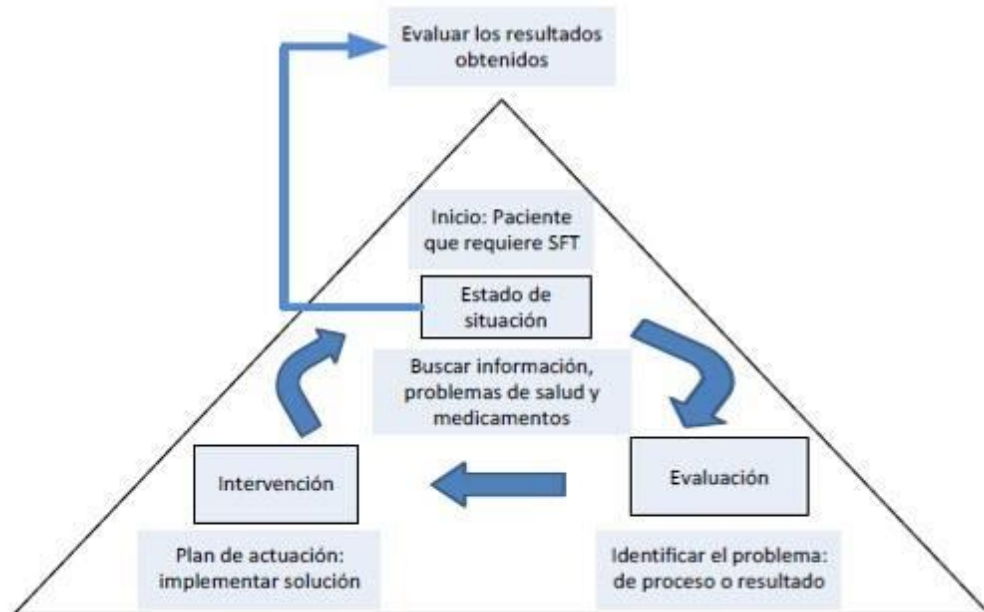 Evaluar los resultados
obtenidos
Inicio: Paciente
que requiere SFT
Estado de
situación
Buscar información,
problemas de salud y
medicamentos
Intervención
Evaluación
Plan de actuación:
implementar solución
Identificar el problema:
de proceso o resultado